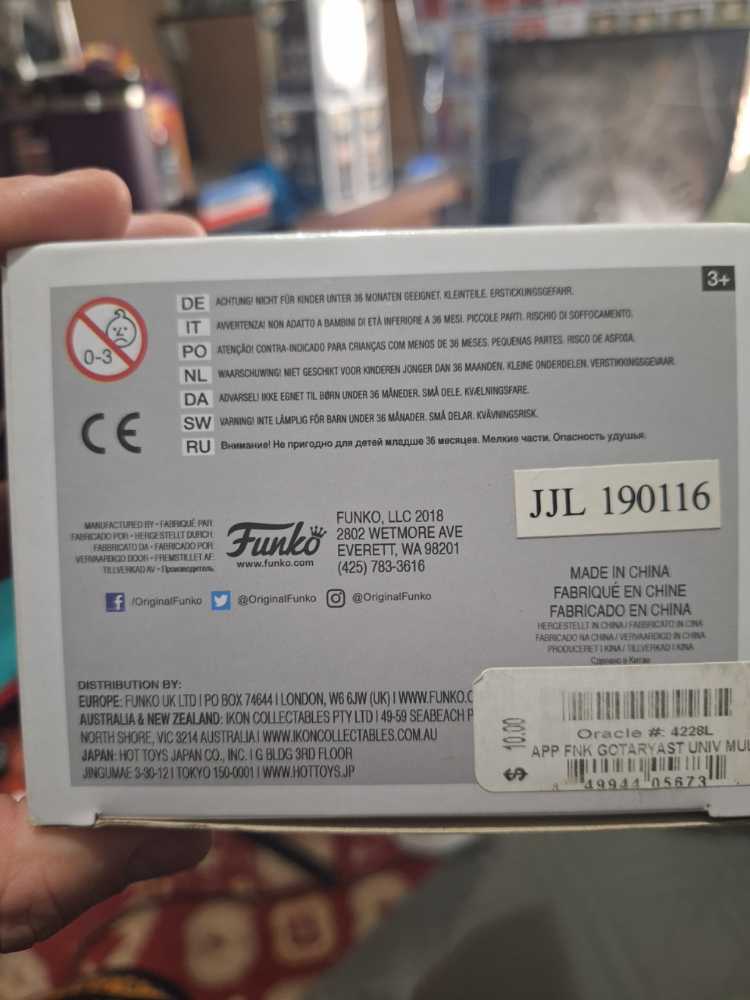 3+
0-3
CE
DE ACHTUNG! NICHT FÜR KINDER UNTER 36 MONATEN GEEIGNET. KLEINTEILE. ERSTICKUNGSGEFAHR.
IT AVVERTENZA! NON ADATTO A BAMBINI DI ETÀ INFERIORE A 36 MESI. PICCOLE PARTI. RISCHIO DI SOFFOCAMENTO.
PO ATENÇÃO! CONTRA-INDICADO PARA CRIANÇAS COM MENOS DE 36 MESES. PEQUENAS PARTES. RISCO DE ASFIXIA.
NL WAARSCHUWING! NIET GESCHIKT VOOR KINDEREN JONGER DAN 36 MAANDEN. KLEINE ONDERDELEN. VERSTIKKINGSGEVAAR.
DA ADVARSEL! IKKE EGNET TIL BØRN UNDER 36 MÅNEDER. SMÅ DELE. KVÆLNINGSFARE.
SW VARNING! INTE LÄMPLIG FÖR BARN UNDER 36 MÅNADER. SMÅ DELAR. KVÄVNINGSRISK.
RU Внимание! Не пригодно для детей младше 36 месяцев. Мелкие части. Опасность удушья.
JJL 190116
MANUFACTURED BY • FABRIQUÉ PAR
FABRICADO POR • HERGESTELLT DURCH
FABBRICATO DA • FABRICADO POR
VERVAARDIGD DOOR • FREMSTILLET AF
TILLVERKAD AV • Производитель
Funko
www.funko.com
FUNKO, LLC 2018
2802 WETMORE AVE
EVERETT, WA 98201
(425) 783-3616
/OriginalFunko @OriginalFunko @OriginalFunko
MADE IN CHINA
FABRIQUÉ EN CHINE
FABRICADO EN CHINA
HERGESTELLT IN CHINA / FABBRICATO IN CINA
FABRICADO NA CHINA / VERVAARDIGD IN CHINA
PRODUCERET I KINA / TILLVERKAD I KINA
Сделано в Китае
DISTRIBUTION BY:
EUROPE: FUNKO UK LTD I PO BOX 74644 I LONDON, W6 6JW (UK) I WWW.FUNKO.C
AUSTRALIA & NEW ZEALAND: IKON COLLECTABLES PTY LTD I 49-59 SEABEACH P
NORTH SHORE, VIC 3214 AUSTRALIA I WWW.IKONCOLLECTABLES.COM.AU
JAPAN: HOT TOYS JAPAN CO., INC. I G BLDG 3RD FLOOR
JINGUMAE 3-30-12 I TOKYO 150-0001 I WWW.HOTTOYS.JP
$ 10.00
Oracle #: 4228L
APP FNK GOTARYAST UNIV MUL
49944 05673